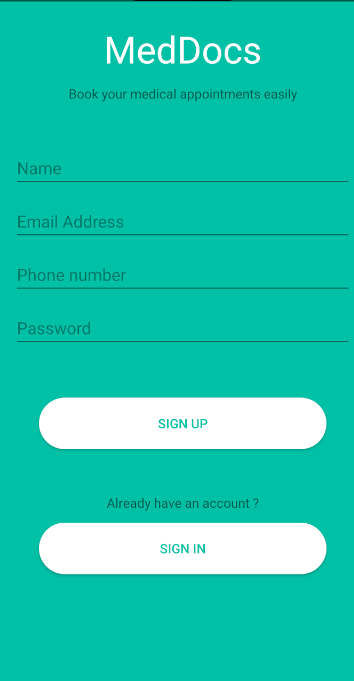 MedDocs
Book your medical appointments easily
Name
Email Address
Phone number
Password
SIGN UP
Already have an account ?
SIGN IN